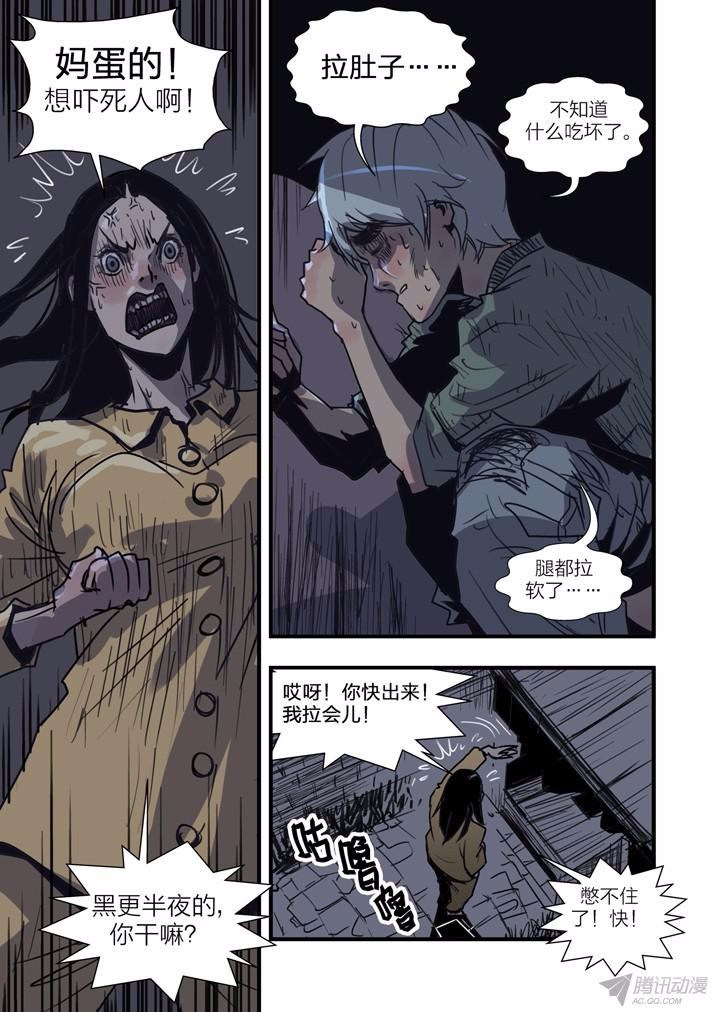 妈蛋的！
想吓死人啊！
黑更半夜的，
你干嘛？
拉肚子……
不知道
什么吃坏了。
腿都拉
软了……
哎呀！你快出来！
我拉会儿！
咕噜喀
憋不住
了！快！
腾讯动漫
AC.QQ.COM